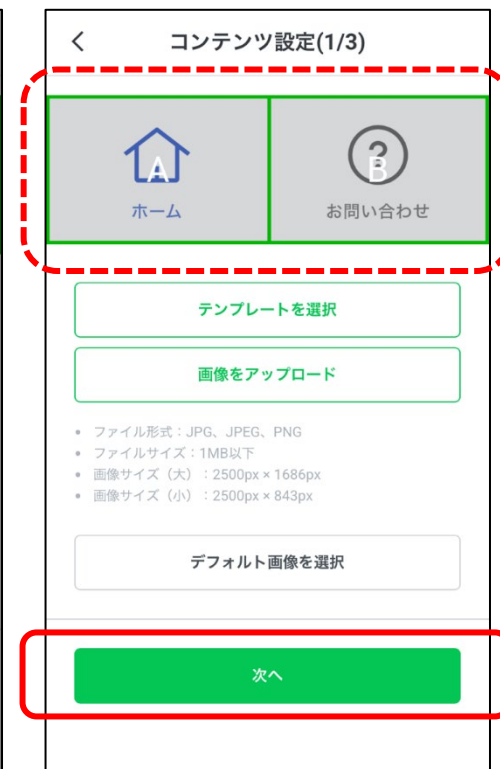 コンテンツ設定(1/3)
A
B
ホーム
お問い合わせ
テンプレートを選択
画像をアップロード
• ファイル形式：JPG、JPEG、PNG
• ファイルサイズ：1MB以下
• 画像サイズ（大）：2500px × 1686px
• 画像サイズ（小）：2500px × 843px
デフォルト画像を選択
次へ